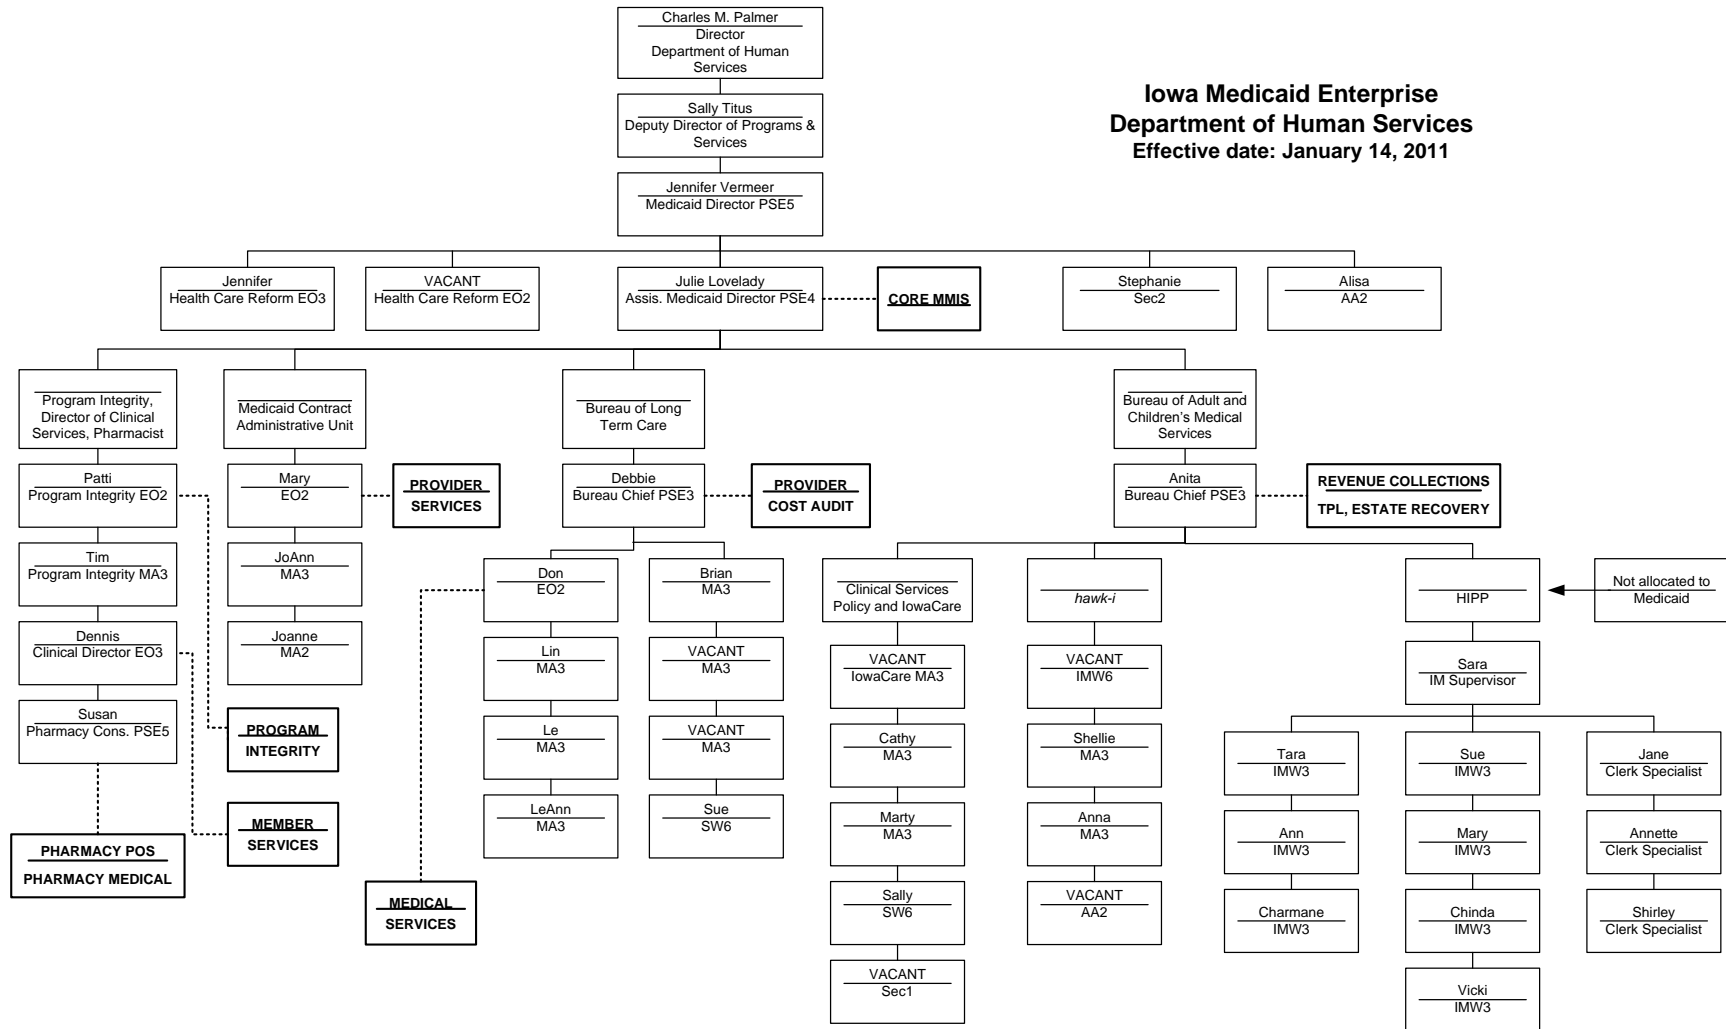 Charles M. Palmer
Director
Department of Human
Services
Iowa Medicaid Enterprise
Department of Human Services
Effective date: January 14, 2011
Sally Titus
Deputy Director of Programs &
Services
Jennifer Vermeer
Medicaid Director PSE5
Jennifer
Health Care Reform EO3
VACANT
Health Care Reform EO2
Julie Lovelady
Assis. Medicaid Director PSE4
CORE MMIS
Stephanie
Sec2
Alisa
AA2
Program Integrity,
Director of Clinical
Services, Pharmacist
Medicaid Contract
Administrative Unit
Bureau of Long
Term Care
Bureau of Adult and
Children's Medical
Services
Patti
Program Integrity EO2
Mary
EO2
PROVIDER
SERVICES
Debbie
Bureau Chief PSE3
PROVIDER
COST AUDIT
Anita
Bureau Chief PSE3
REVENUE COLLECTIONS
TPL, ESTATE RECOVERY
Tim
Program Integrity MA3
JoAnn
MA3
Don
EO2
Brian
MA3
Clinical Services
Policy and IowaCare
hawk-i
HIPP
Not allocated to
Medicaid
Dennis
Clinical Director EO3
Joanne
MA2
Lin
MA3
VACANT
MA3
VACANT
IowaCare MA3
VACANT
IMW6
Sara
IM Supervisor
Susan
Pharmacy Cons. PSE5
PROGRAM
INTEGRITY
Le
MA3
VACANT
MA3
Cathy
MA3
Shellie
MA3
Tara
IMW3
Sue
IMW3
Jane
Clerk Specialist
MEMBER
SERVICES
LeAnn
MA3
Sue
SW6
Marty
MA3
Anna
MA3
Ann
IMW3
Mary
IMW3
Annette
Clerk Specialist
PHARMACY POS
PHARMACY MEDICAL
MEDICAL
SERVICES
Sally
SW6
VACANT
AA2
Charmane
IMW3
Chinda
IMW3
Shirley
Clerk Specialist
VACANT
Sec1
Vicki
IMW3